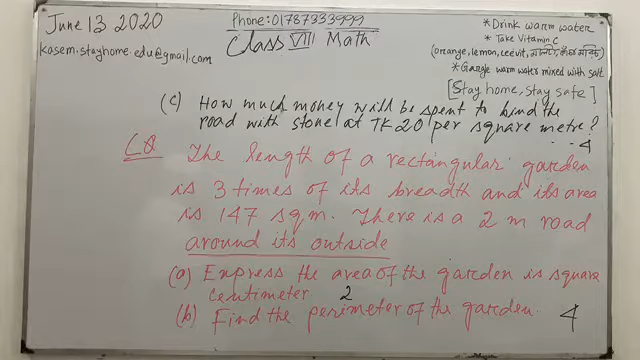 June 13 2020
kasem.stayhome.edu@gmail.com
Phone: 01787333999
Class VIII Math
* Drink warm water
* Take Vitamin C
(orange, lemon, ceevit,
* Gargle warm water mixed with salt
[Stay home, Stay safe]
(c) How much money will be spent to bind the
road with stone at TK 20 per square metre?
4
CQ The length of a rectangular garden
is 3 times of its breadth and its area
is 147 sqm. There is a 2 m road
around its outside
(a) Express the area of the garden is square
centimeter. 2
(b) Find the perimeter of the garden. 4